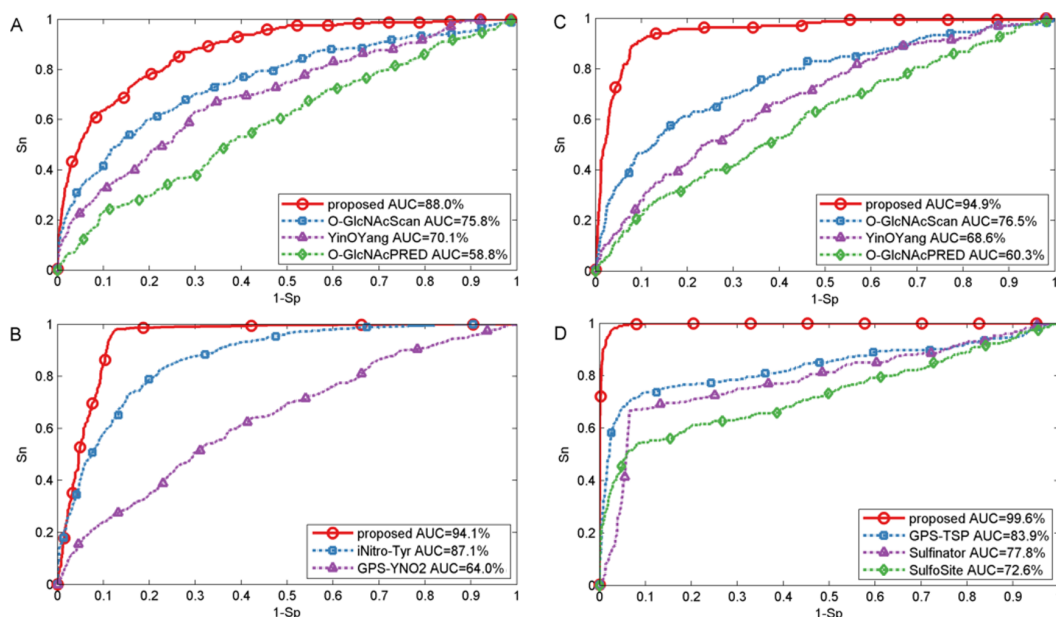 A
Sn
1
0.8
0.6
0.4
0.2
0
0 0.1 0.2 0.3 0.4 0.5 0.6 0.7 0.8 0.9 1
1-Sp
proposed AUC=88.0%
O-GlcNAcScan AUC=75.8%
YinOYang AUC=70.1%
O-GlcNAcPRED AUC=58.8%
C
Sn
1
0.8
0.6
0.4
0.2
0
0 0.1 0.2 0.3 0.4 0.5 0.6 0.7 0.8 0.9 1
1-Sp
proposed AUC=94.9%
O-GlcNAcScan AUC=76.5%
YinOYang AUC=68.6%
O-GlcNAcPRED AUC=60.3%
B
Sn
1
0.8
0.6
0.4
0.2
0
0 0.1 0.2 0.3 0.4 0.5 0.6 0.7 0.8 0.9 1
1-Sp
proposed AUC=94.1%
iNitro-Tyr AUC=87.1%
GPS-YNO2 AUC=64.0%
D
Sn
1
0.8
0.6
0.4
0.2
0
0 0.1 0.2 0.3 0.4 0.5 0.6 0.7 0.8 0.9 1
1-Sp
proposed AUC=99.6%
GPS-TSP AUC=83.9%
Sulfinator AUC=77.8%
SulfoSite AUC=72.6%